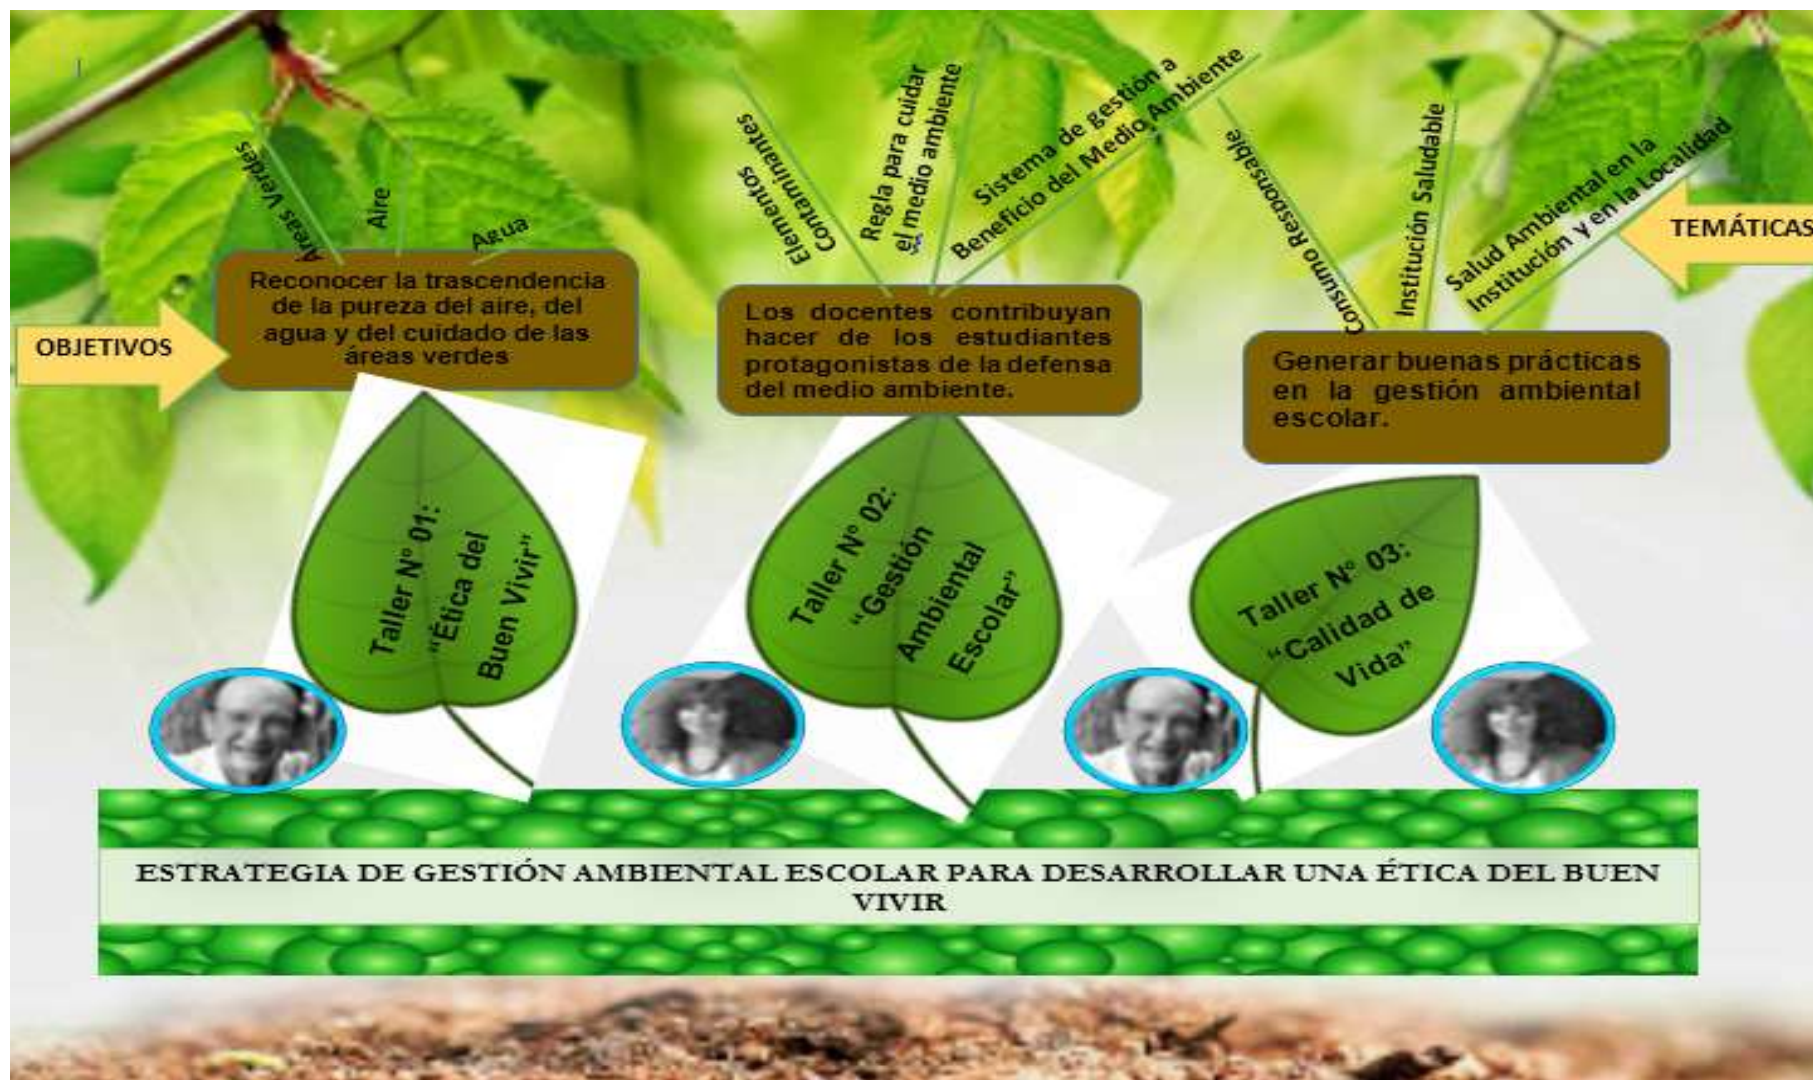 Áreas Verdes
Aire
Agua
Elementos
Contaminantes
Regla para cuidar
el medio ambiente
Sistema de gestión a
Beneficio del Medio Ambiente
Consumo Responsable
Institución Saludable
Salud Ambiental en la
Institución y en la Localidad
TEMÁTICAS
OBJETIVOS
Reconocer la trascendencia
de la pureza del aire, del
agua y del cuidado de las
áreas verdes
Los docentes contribuyan
hacer de los estudiantes
protagonistas de la defensa
del medio ambiente.
Generar buenas prácticas
en la gestión ambiental
escolar.
Taller N° 01:
“Ética del
Buen Vivir”
Taller N° 02:
“Gestión
Ambiental
Escolar”
Taller N° 03:
“Calidad de
Vida”
ESTRATEGIA DE GESTIÓN AMBIENTAL ESCOLAR PARA DESARROLLAR UNA ÉTICA DEL BUEN
VIVIR